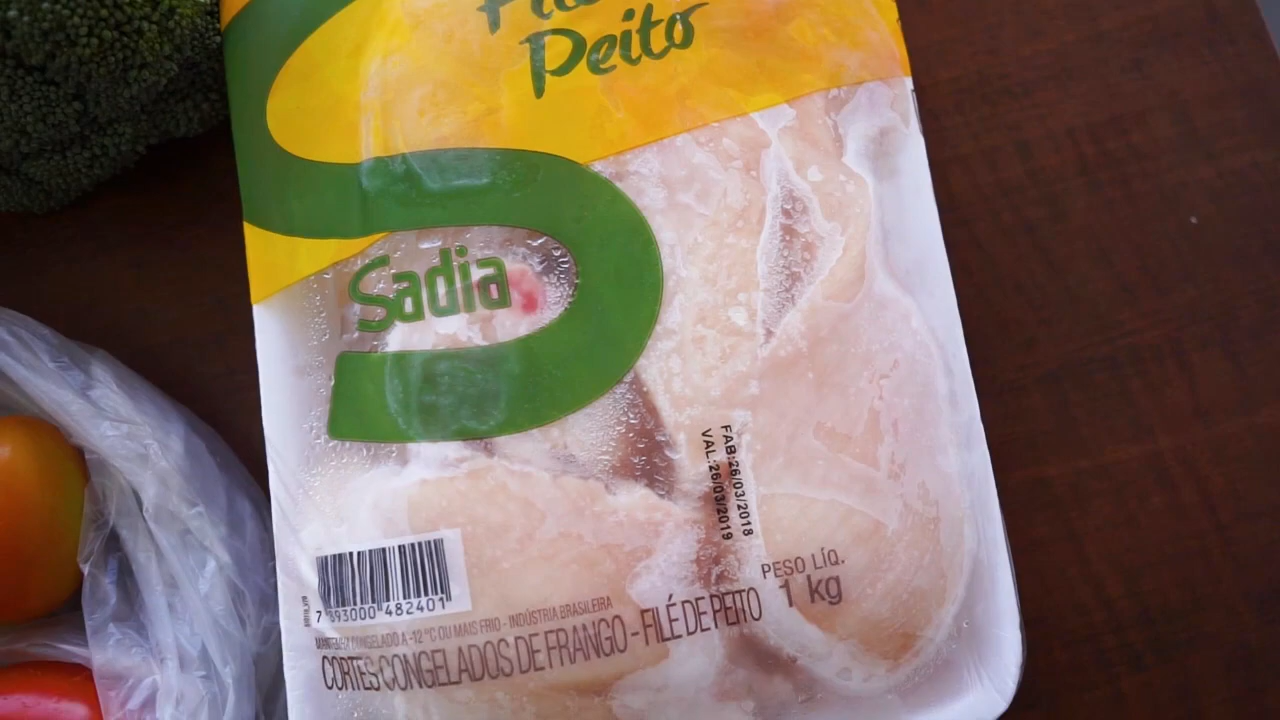 Peito
Sadia
FAB:26/03/2018
VAL:26/03/2019
PESO LÍQ.
1 kg
7 893000 482401
MANTENHA CONGELADO A -12 °C OU MAIS FRIO - INDÚSTRIA BRASILEIRA
CORTES CONGELADOS DE FRANGO - FILÉ DE PEITO